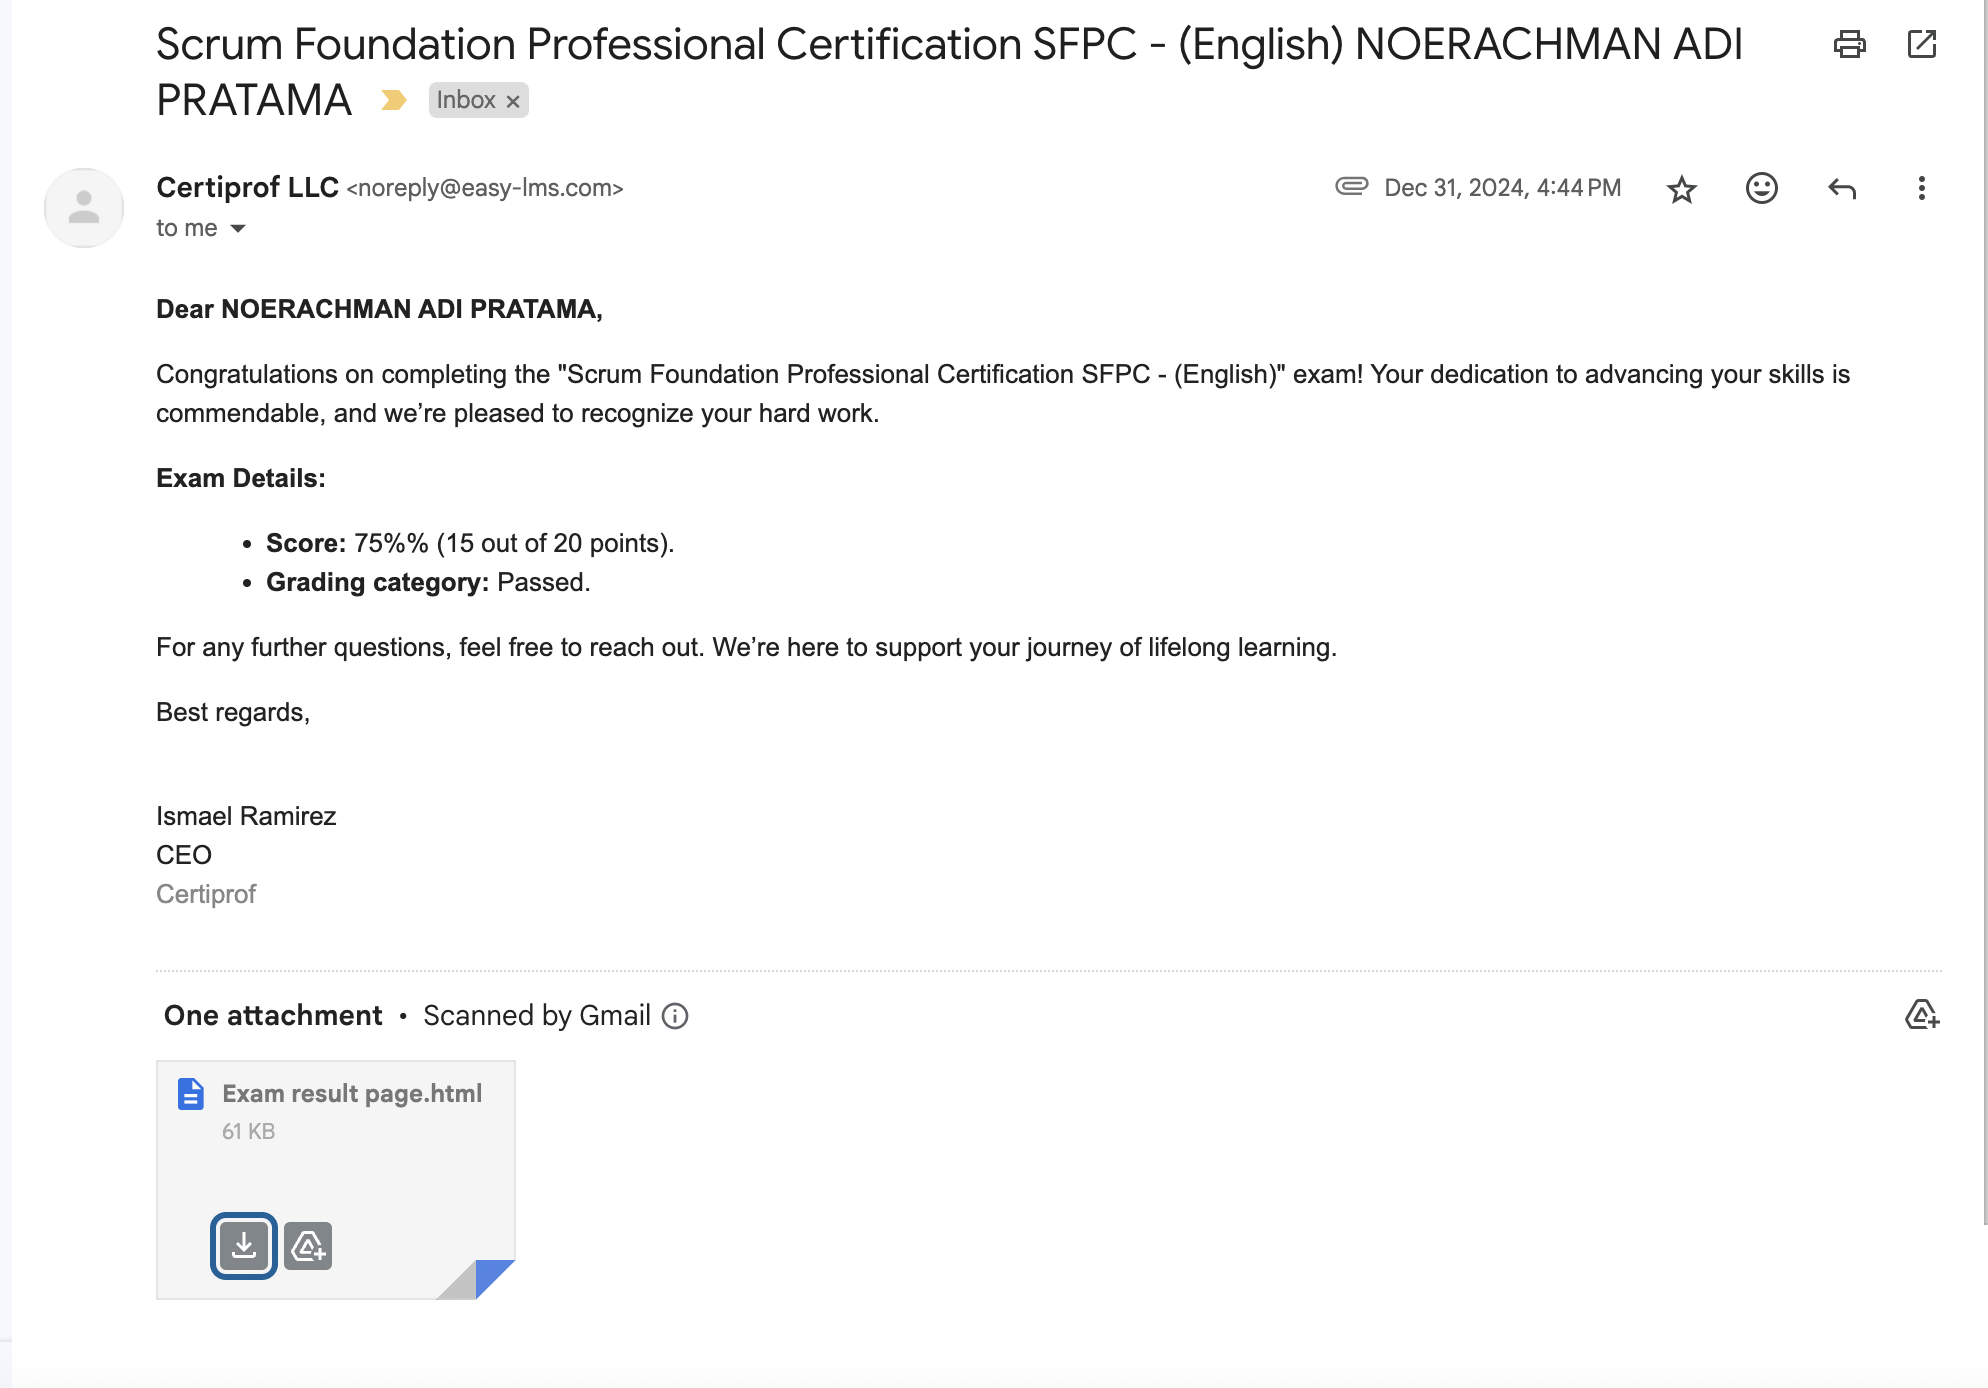 Scrum Foundation Professional Certification SFPC - (English) NOERACHMAN ADI
PRATAMA Inbox ×
Certiprof LLC <noreply@easy-lms.com> Dec 31, 2024, 4:44 PM
to me
Dear NOERACHMAN ADI PRATAMA,
Congratulations on completing the "Scrum Foundation Professional Certification SFPC - (English)" exam! Your dedication to advancing your skills is
commendable, and we’re pleased to recognize your hard work.
Exam Details:
• Score: 75%% (15 out of 20 points).
• Grading category: Passed.
For any further questions, feel free to reach out. We’re here to support your journey of lifelong learning.
Best regards,
Ismael Ramirez
CEO
Certiprof
One attachment • Scanned by Gmail
Exam result page.html
61 KB